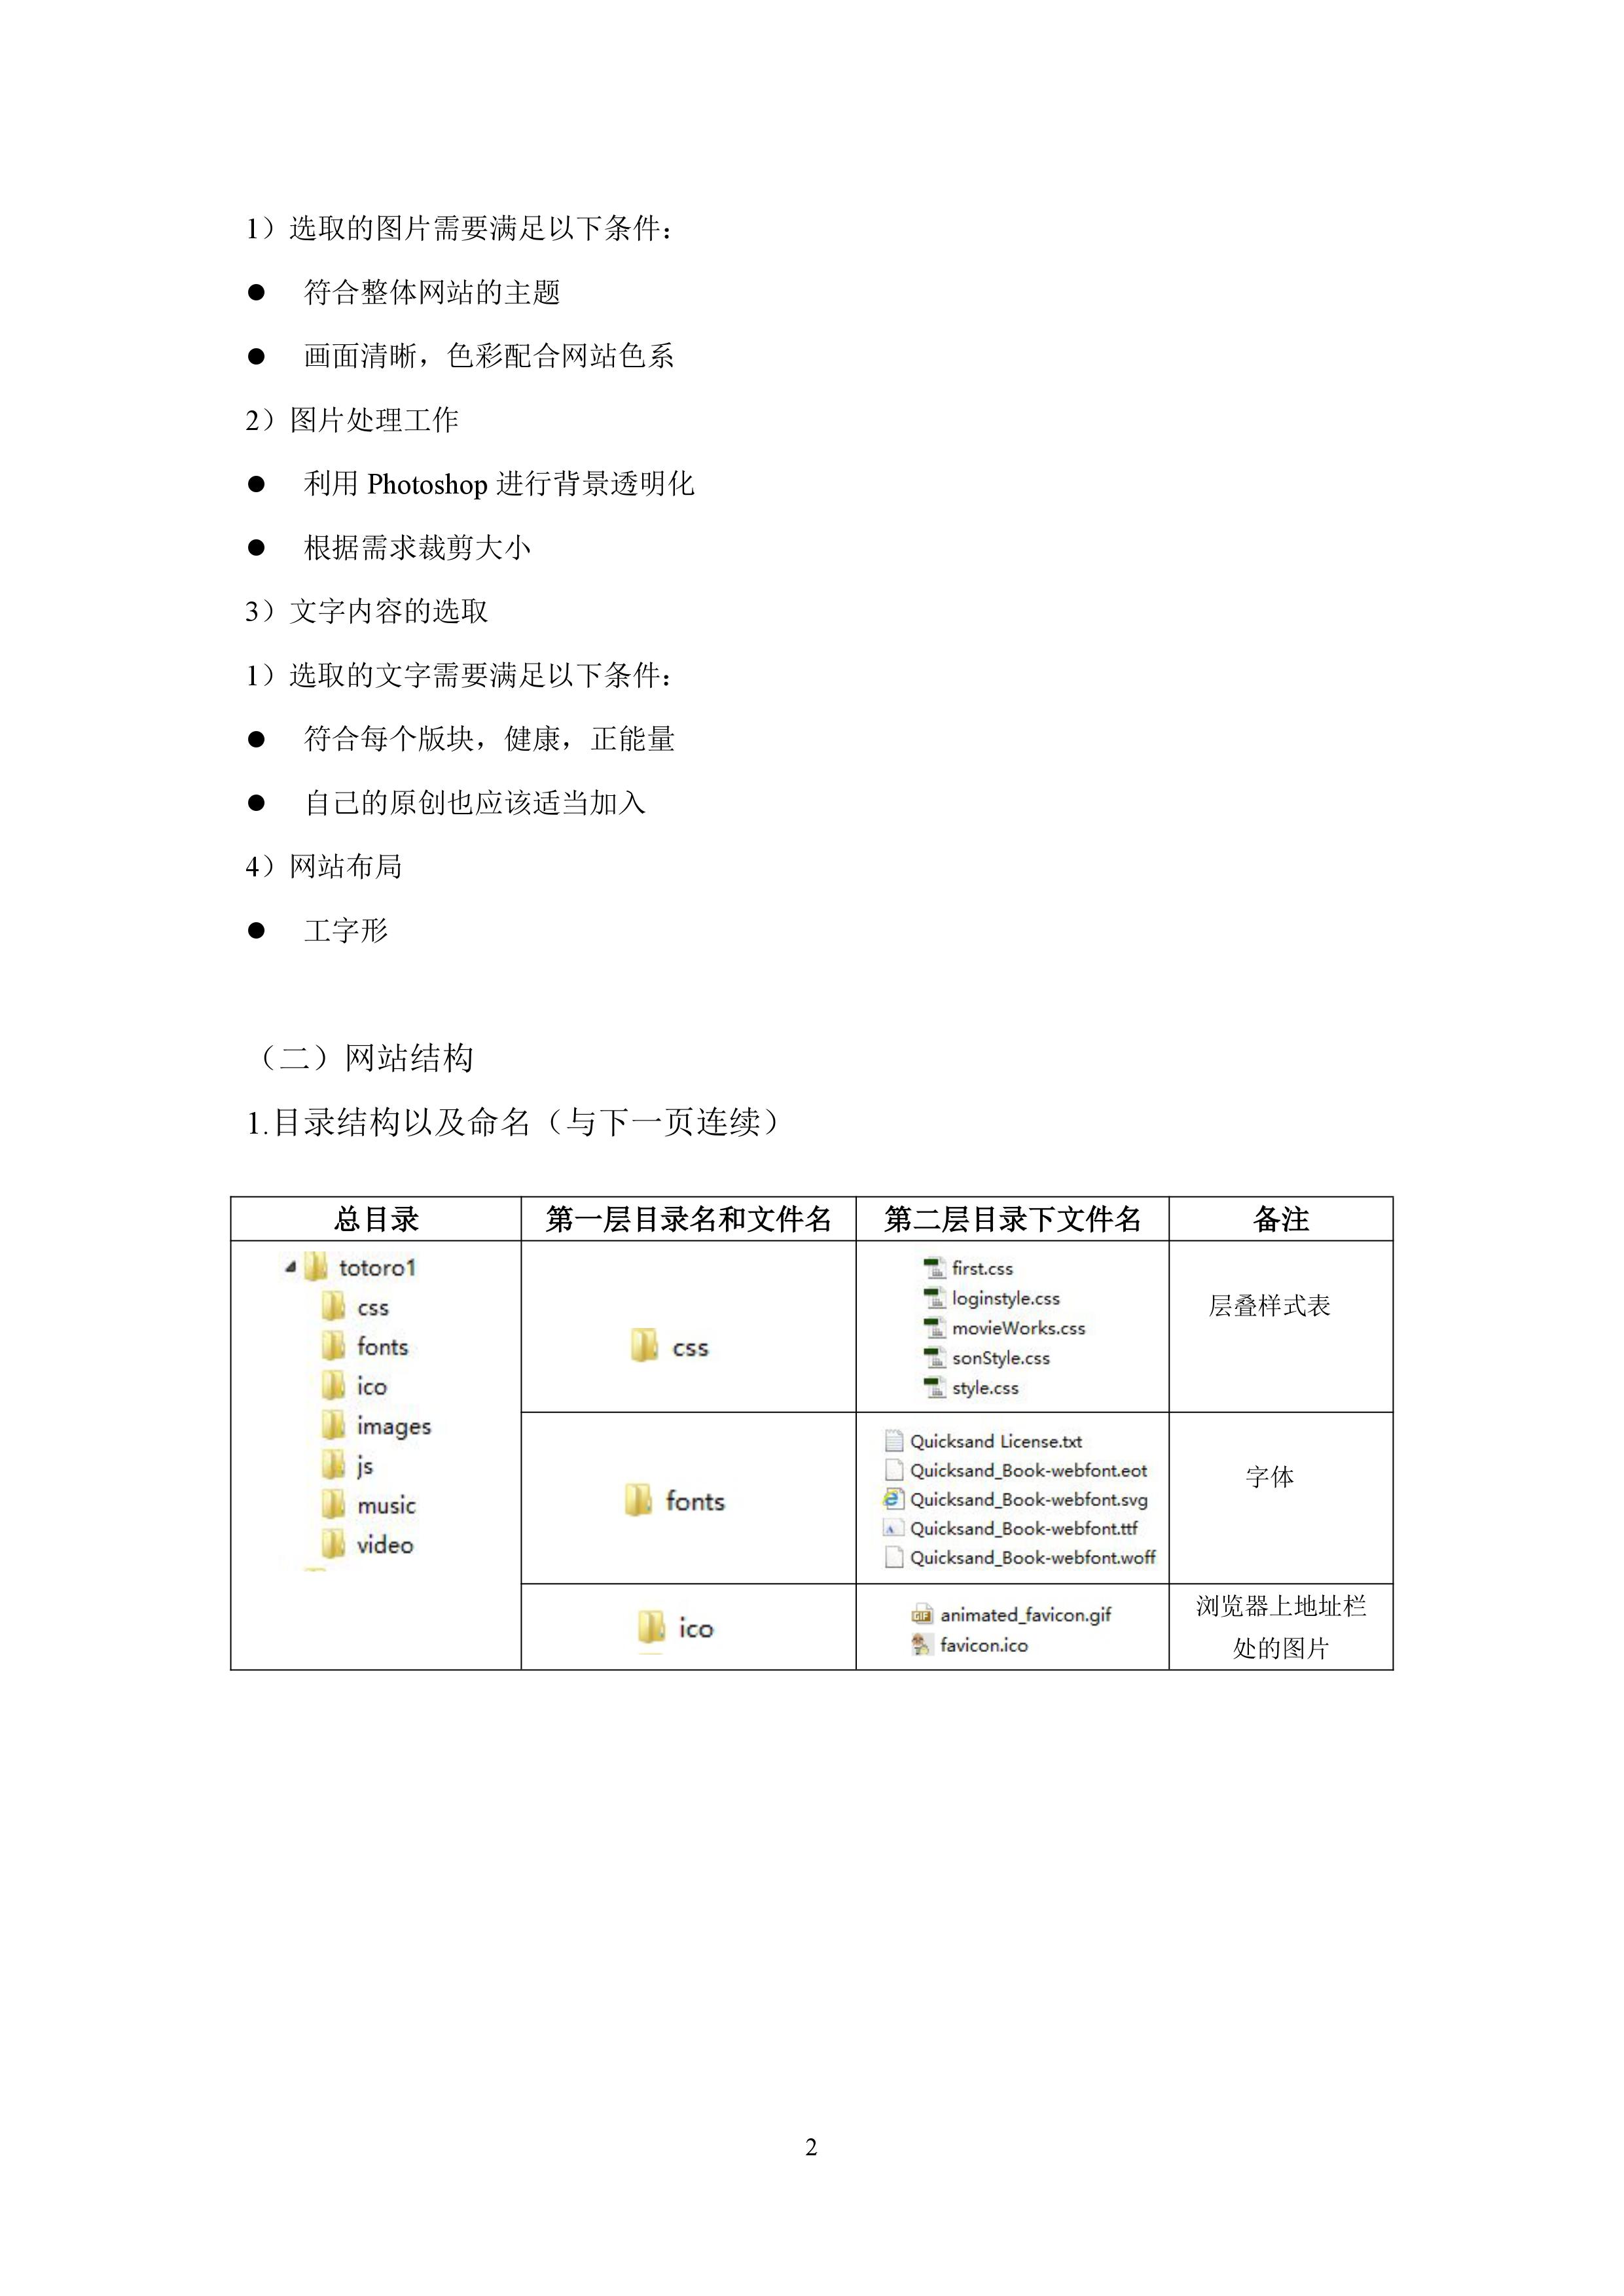 1）选取的图片需要满足以下条件：
● 符合整体网站的主题
● 画面清晰，色彩配合网站色系
2）图片处理工作
● 利用 Photoshop 进行背景透明化
● 根据需求裁剪大小
3）文字内容的选取
1）选取的文字需要满足以下条件：
● 符合每个版块，健康，正能量
● 自己的原创也应该适当加入
4）网站布局
● 工字形
（二）网站结构
1.目录结构以及命名（与下一页连续）
总目录 第一层目录名和文件名 第二层目录下文件名 备注
totoro1
css
fonts
ico
images
js
music
video
css
first.css
loginstyle.css
movieWorks.css
sonStyle.css
style.css
层叠样式表
fonts
Quicksand License.txt
Quicksand_Book-webfont.eot
Quicksand_Book-webfont.svg
Quicksand_Book-webfont.ttf
Quicksand_Book-webfont.woff
字体
ico
animated_favicon.gif
favicon.ico
浏览器上地址栏
处的图片
2